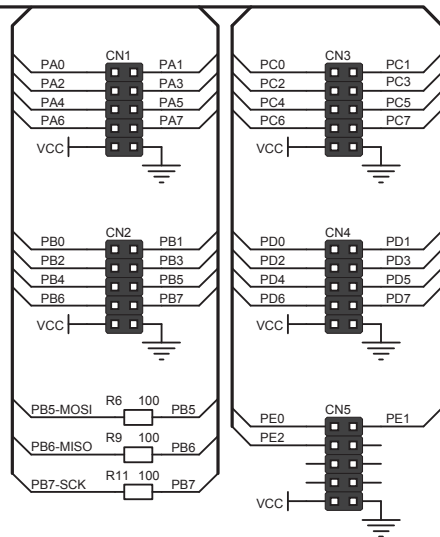 CN1
PA0 PA1
PA2 PA3
PA4 PA5
PA6 PA7
VCC
CN3
PC0 PC1
PC2 PC3
PC4 PC5
PC6 PC7
VCC
CN2
PB0 PB1
PB2 PB3
PB4 PB5
PB6 PB7
VCC
CN4
PD0 PD1
PD2 PD3
PD4 PD5
PD6 PD7
VCC
R6 100
PB5-MOSI PB5
R9 100
PB6-MISO PB6
R11 100
PB7-SCK PB7
CN5
PE0 PE1
PE2
VCC